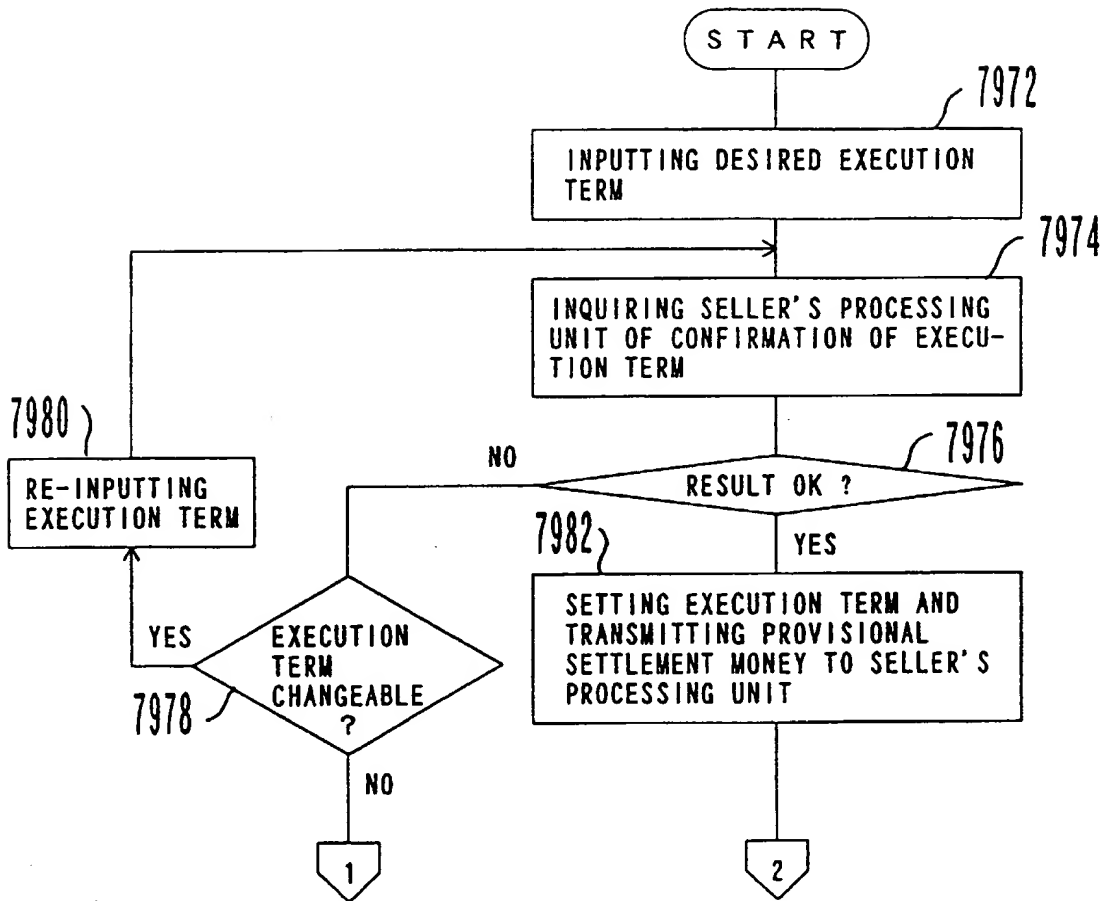 START
7972
INPUTTING DESIRED EXECUTION
TERM
7974
INQUIRING SELLER'S PROCESSING
UNIT OF CONFIRMATION OF EXECU-
TION TERM
7980
RE-INPUTTING
EXECUTION TERM
NO
7976
RESULT OK ?
YES
7982
SETTING EXECUTION TERM AND
TRANSMITTING PROVISIONAL
SETTLEMENT MONEY TO SELLER'S
PROCESSING UNIT
YES
EXECUTION
TERM
CHANGEABLE
?
7978
NO
1
2